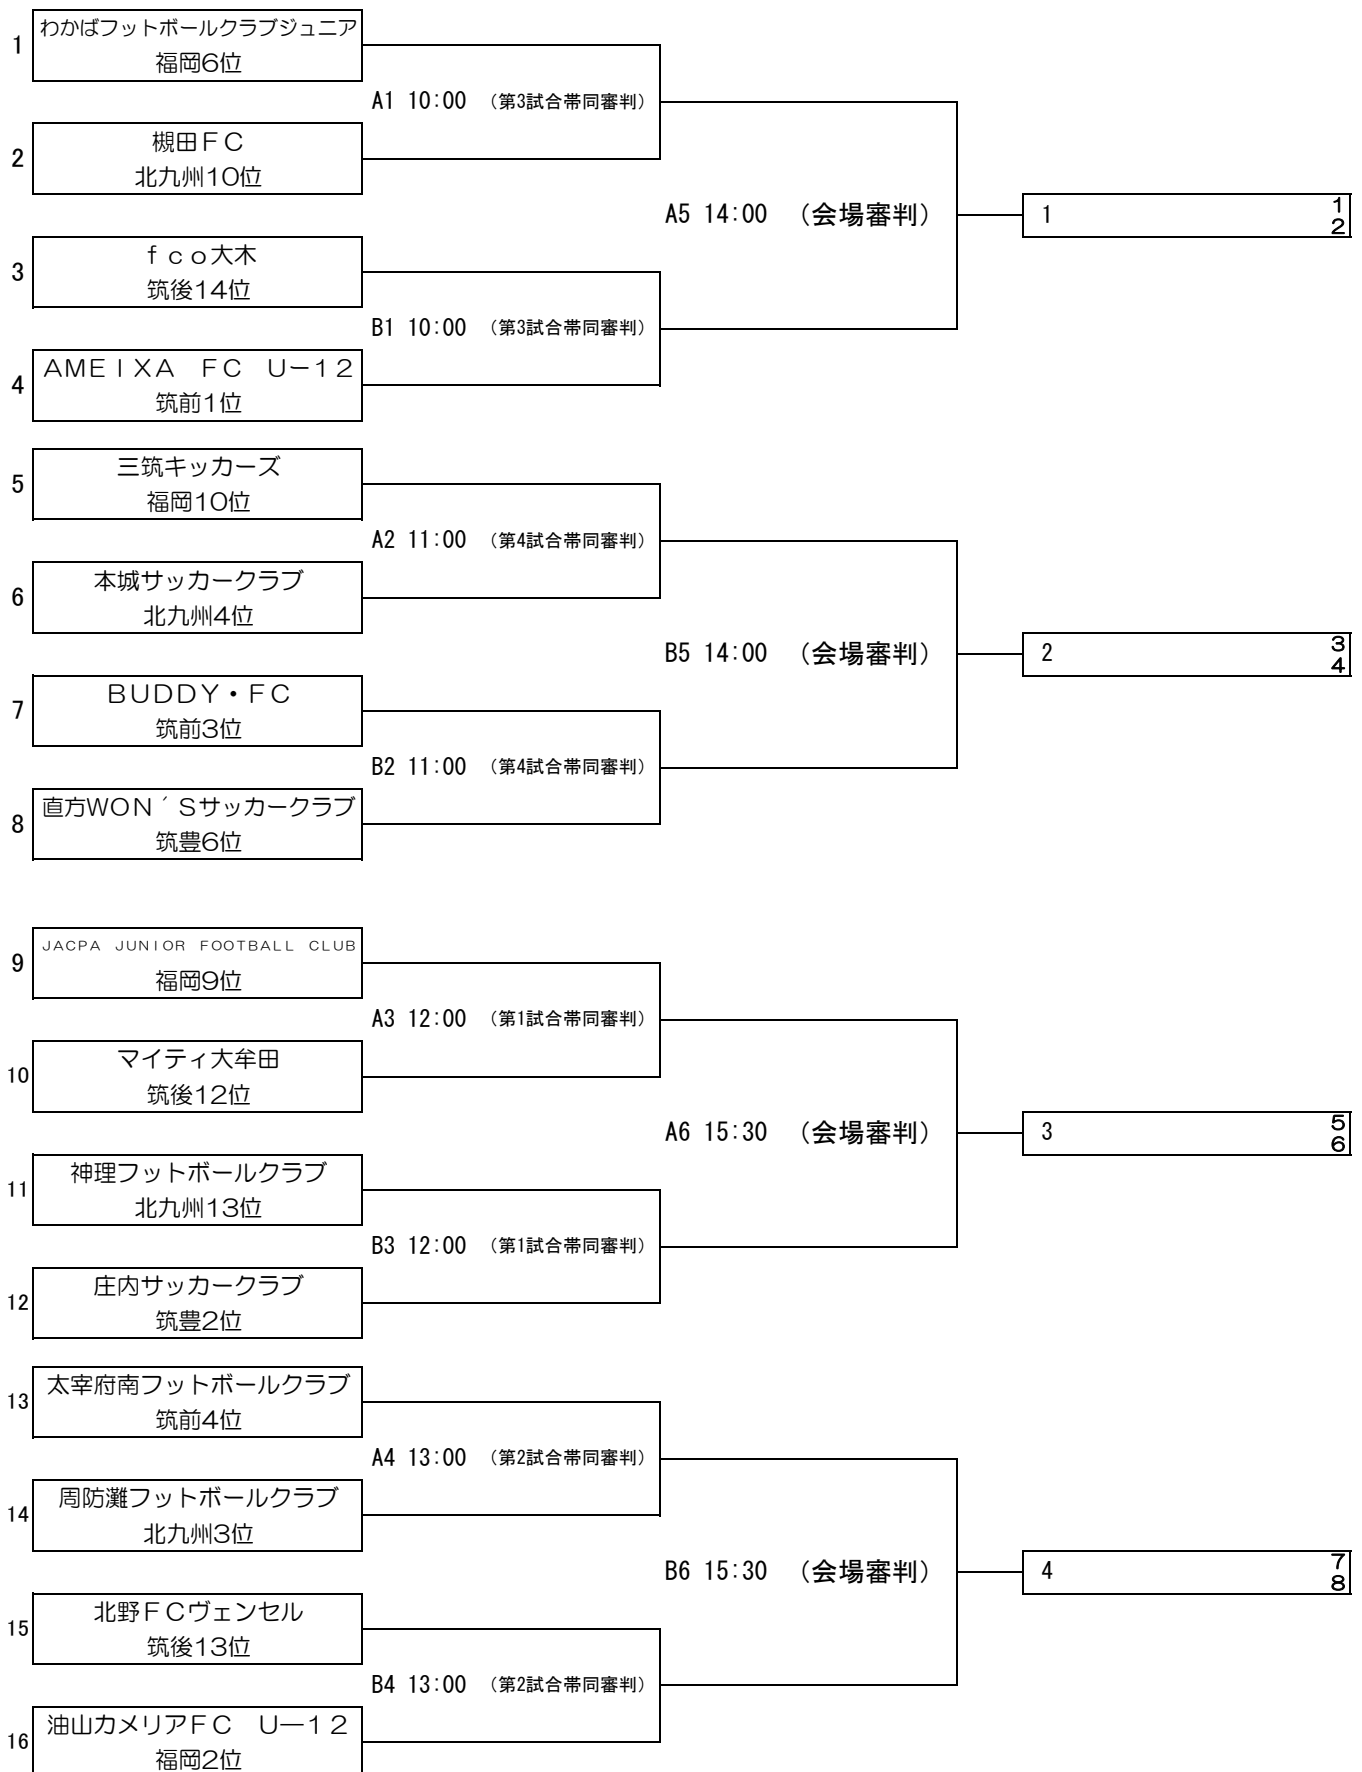 1
わかばフットボールクラブジュニア
福岡6位
A1 10:00 (第3試合帯同審判)
2
槻田ＦＣ
北九州10位
A5 14:00 (会場審判)
1
1
2
3
ｆｃｏ大木
筑後14位
B1 10:00 (第3試合帯同審判)
4
ＡＭＥＩＸＡ　ＦＣ　Ｕー１２
筑前1位
5
三筑キッカーズ
福岡10位
A2 11:00 (第4試合帯同審判)
6
本城サッカークラブ
北九州4位
B5 14:00 (会場審判)
2
3
4
7
ＢＵＤＤＹ・ＦＣ
筑前3位
B2 11:00 (第4試合帯同審判)
8
直方WON´Sサッカークラブ
筑豊6位
9
ＪＡＣＰＡ　ＪＵＮＩＯＲ　ＦＯＯＴＢＡＬＬ　ＣＬＵＢ
福岡9位
A3 12:00 (第1試合帯同審判)
10
マイティ大牟田
筑後12位
A6 15:30 (会場審判)
3
5
6
11
神理フットボールクラブ
北九州13位
B3 12:00 (第1試合帯同審判)
12
庄内サッカークラブ
筑豊2位
13
太宰府南フットボールクラブ
筑前4位
A4 13:00 (第2試合帯同審判)
14
周防灘フットボールクラブ
北九州3位
B6 15:30 (会場審判)
4
7
8
15
北野ＦＣヴェンセル
筑後13位
B4 13:00 (第2試合帯同審判)
16
油山カメリアＦＣ　Ｕ―１２
福岡2位